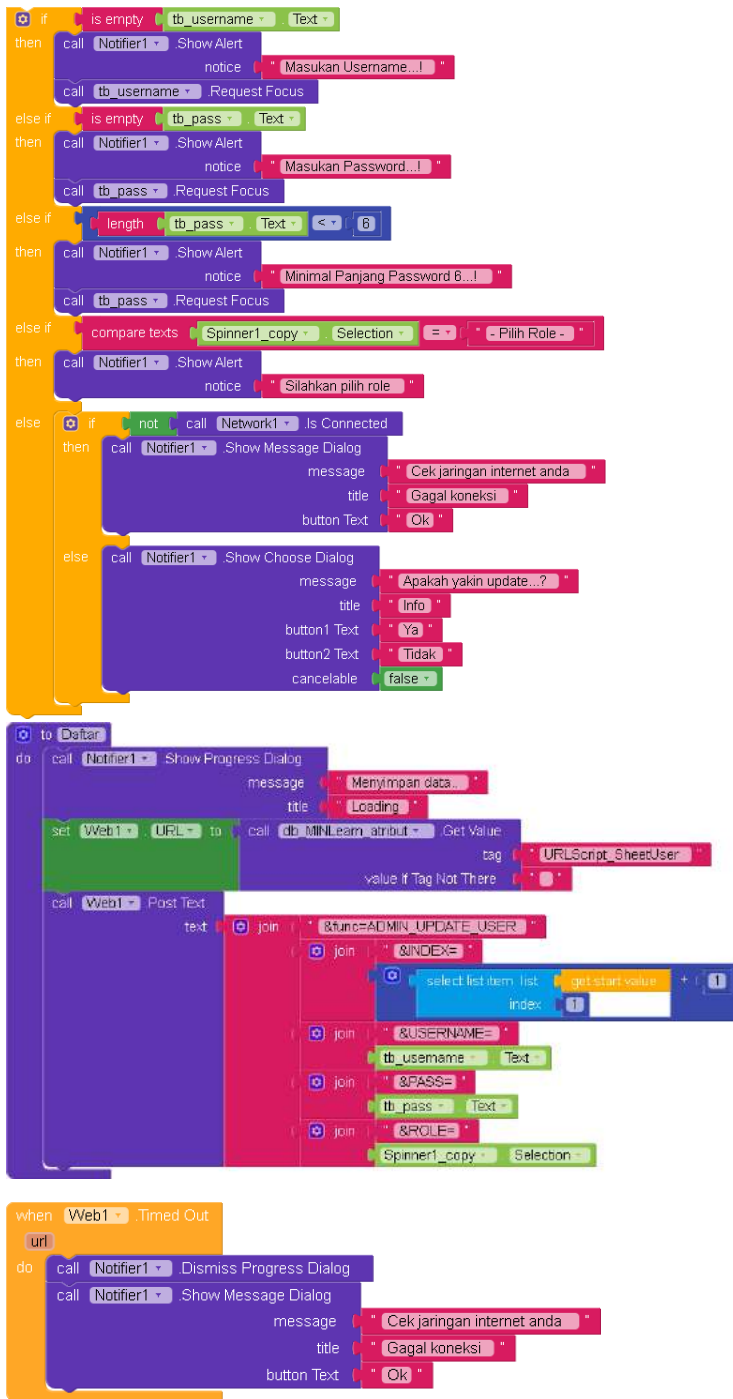 if is empty tb_username . Text
then call Notifier1 .Show Alert
notice " Masukan Username...! "
call tb_username .Request Focus
else if is empty tb_pass . Text
then call Notifier1 .Show Alert
notice " Masukan Password...! "
call tb_pass .Request Focus
else if length tb_pass . Text < 6
then call Notifier1 .Show Alert
notice " Minimal Panjang Password 6...! "
call tb_pass .Request Focus
else if compare texts Spinner1_copy . Selection = " - Pilih Role - "
then call Notifier1 .Show Alert
notice " Silahkan pilih role "
else if not call Network1 .Is Connected
then call Notifier1 .Show Message Dialog
message " Cek jaringan internet anda "
title " Gagal koneksi "
button Text " Ok "
else call Notifier1 .Show Choose Dialog
message " Apakah yakin update...? "
title " Info "
button1 Text " Ya "
button2 Text " Tidak "
cancelable false
to Daftar
do call Notifier1 .Show Progress Dialog
message " Menyimpan data.. "
title " Loading "
set Web1 . URL to call db_MINLearn_atribut .Get Value
tag " URLScript_SheetUser "
value If Tag Not There " "
call Web1 .Post Text
text join " &func=ADMIN_UPDATE_USER "
join " &INDEX= "
select list item list get start value + 1
index 1
join " &USERNAME= "
tb_username . Text
join " &PASS= "
tb_pass . Text
join " &ROLE= "
Spinner1_copy . Selection
when Web1 .Timed Out
url
do call Notifier1 .Dismiss Progress Dialog
call Notifier1 .Show Message Dialog
message " Cek jaringan internet anda "
title " Gagal koneksi "
button Text " Ok "